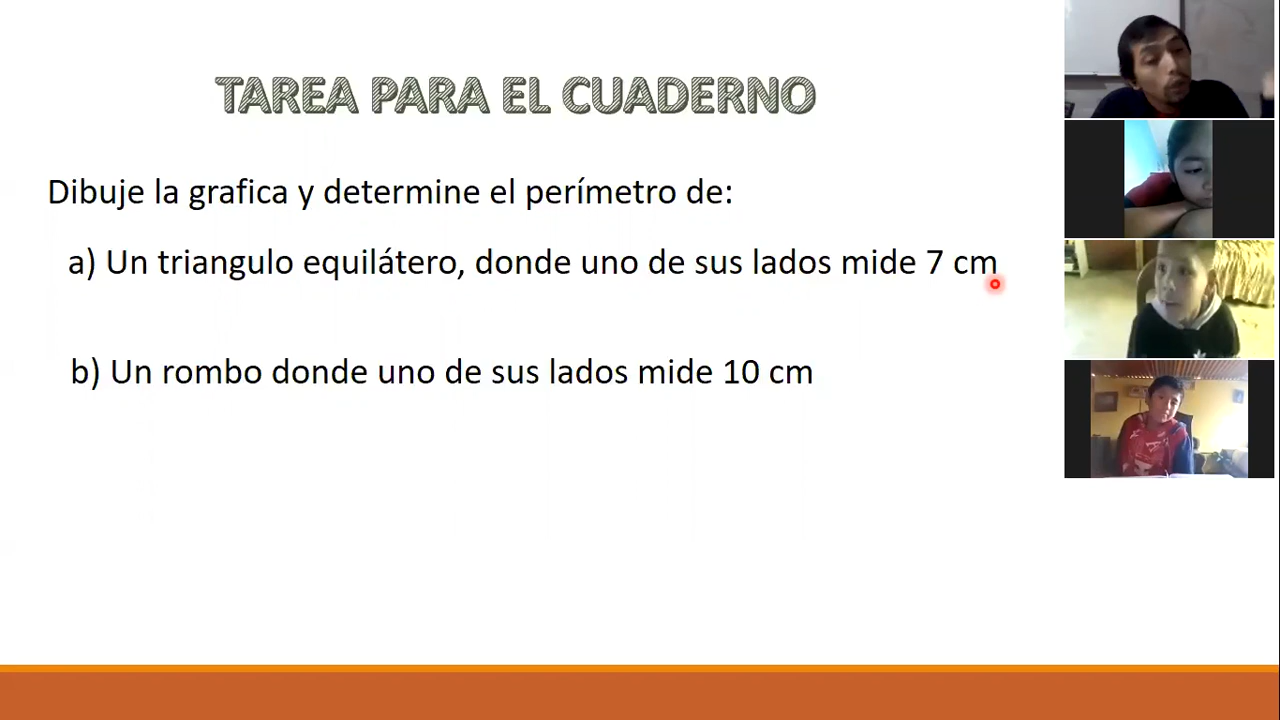 TAREA PARA EL CUADERNO
Dibuje la grafica y determine el perímetro de:
a) Un triangulo equilátero, donde uno de sus lados mide 7 cm
b) Un rombo donde uno de sus lados mide 10 cm